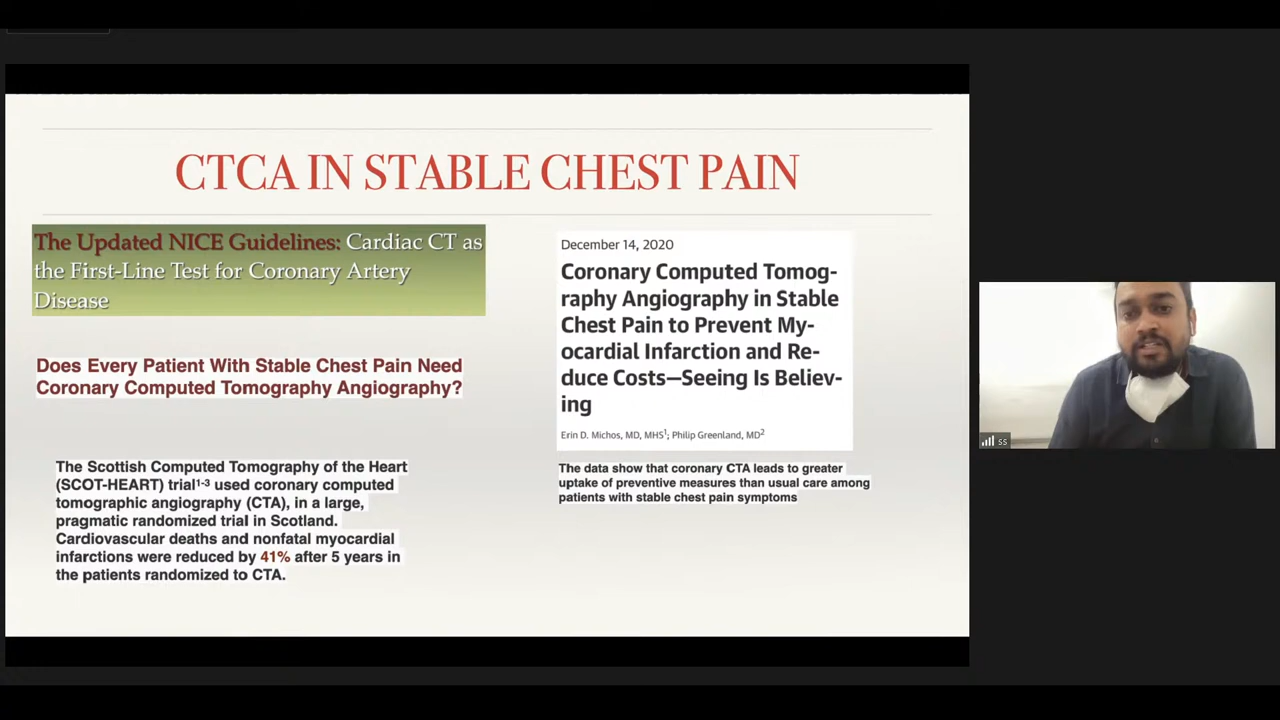 CTCA IN STABLE CHEST PAIN
The Updated NICE Guidelines: Cardiac CT as
the First-Line Test for Coronary Artery
Disease
Does Every Patient With Stable Chest Pain Need
Coronary Computed Tomography Angiography?
The Scottish Computed Tomography of the Heart
(SCOT-HEART) trial1-3 used coronary computed
tomographic angiography (CTA), in a large,
pragmatic randomized trial in Scotland.
Cardiovascular deaths and nonfatal myocardial
infarctions were reduced by 41% after 5 years in
the patients randomized to CTA.
December 14, 2020
Coronary Computed Tomog-
raphy Angiography in Stable
Chest Pain to Prevent My-
ocardial Infarction and Re-
duce Costs—Seeing Is Believ-
ing
Erin D. Michos, MD, MHS1; Philip Greenland, MD2
The data show that coronary CTA leads to greater
uptake of preventive measures than usual care among
patients with stable chest pain symptoms
ss